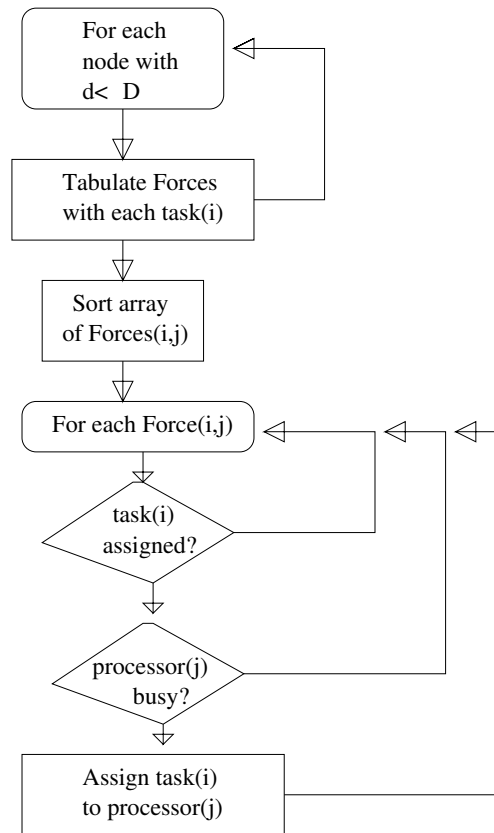 For each
node with
d< D
Tabulate Forces
with each task(i)
Sort array
of Forces(i,j)
For each Force(i,j)
task(i)
assigned?
processor(j)
busy?
Assign task(i)
to processor(j)